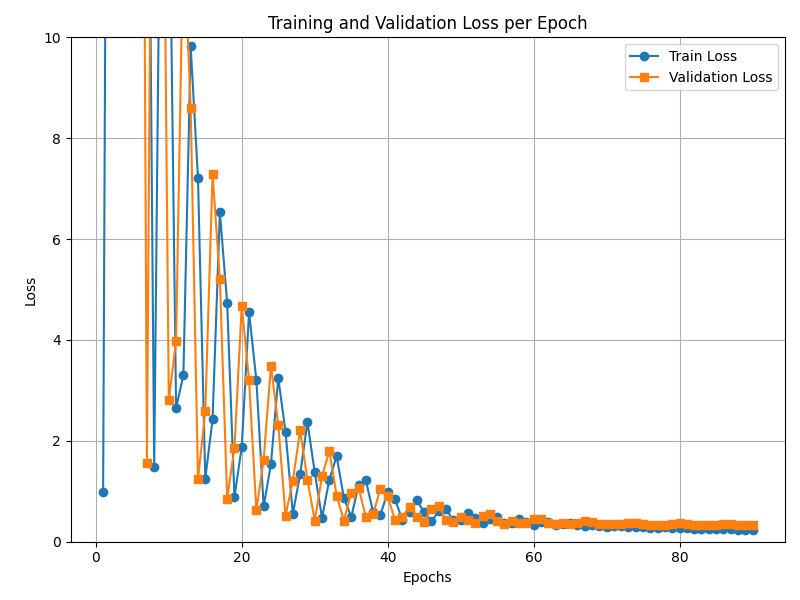 Training and Validation Loss per Epoch
Train Loss
Validation Loss
Loss
10
8
6
4
2
0
0 20 40 60 80
Epochs